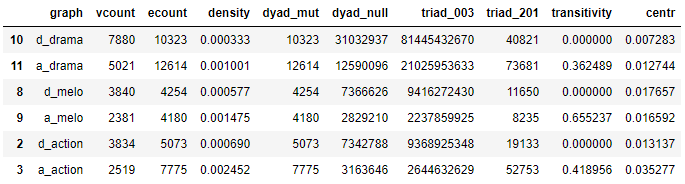 graph vcount ecount density dyad_mut dyad_null triad_003 triad_201 transitivity centr
10 d_drama 7880 10323 0.000333 10323 31032937 81445432670 40821 0.000000 0.007283
11 a_drama 5021 12614 0.001001 12614 12590096 21025953633 73681 0.362489 0.012744
8 d_melo 3840 4254 0.000577 4254 7366626 9416272430 11650 0.000000 0.017657
9 a_melo 2381 4180 0.001475 4180 2829210 2237859925 8235 0.655237 0.016592
2 d_action 3834 5073 0.000690 5073 7342788 9368925348 19133 0.000000 0.013137
3 a_action 2519 7775 0.002452 7775 3163646 2644632629 52753 0.418956 0.035277